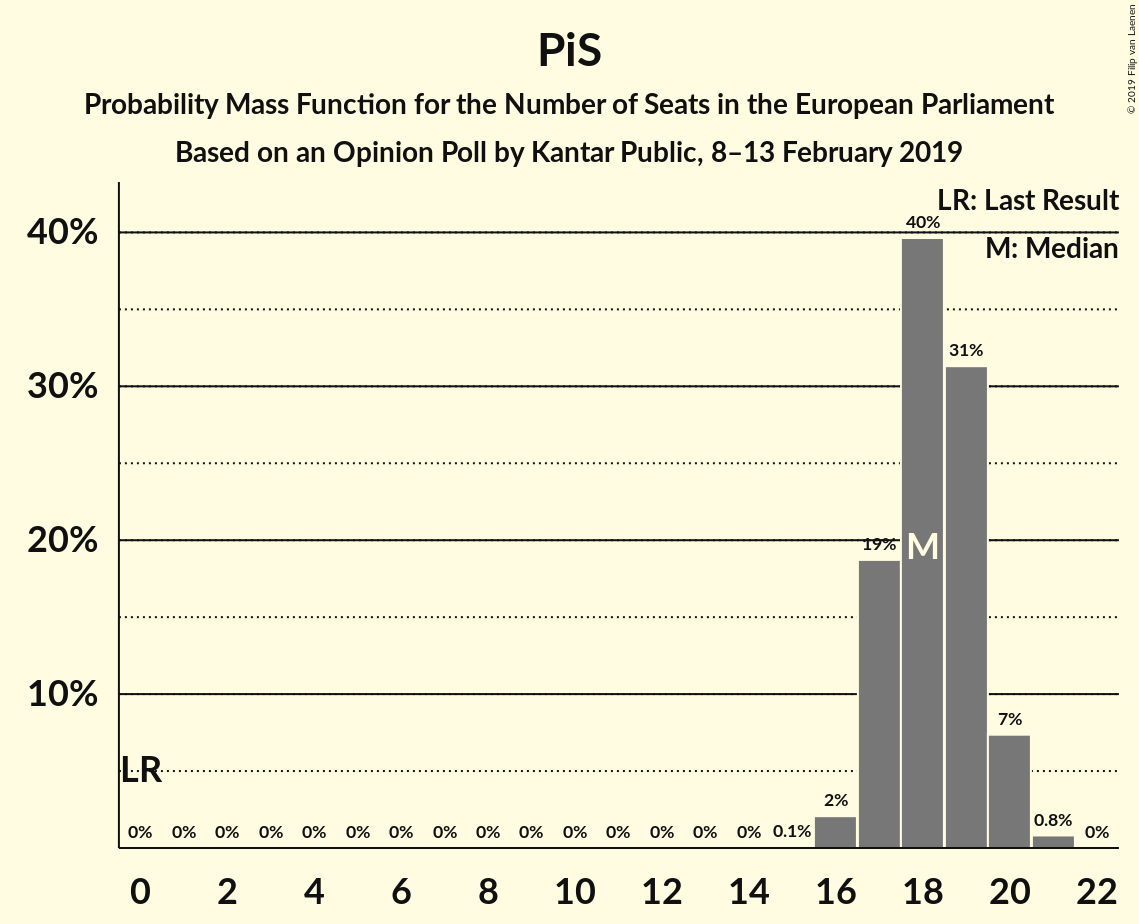 PiS
Probability Mass Function for the Number of Seats in the European Parliament
Based on an Opinion Poll by Kantar Public, 8–13 February 2019
© 2019 Filip van Laenen
LR: Last Result
M: Median
40%
30%
20%
10%
40%
31%
19%
M
7%
LR
2%
0% 0% 0% 0% 0% 0% 0% 0% 0% 0% 0% 0% 0% 0% 0% 0.1% 0.8% 0%
0 2 4 6 8 10 12 14 16 18 20 22